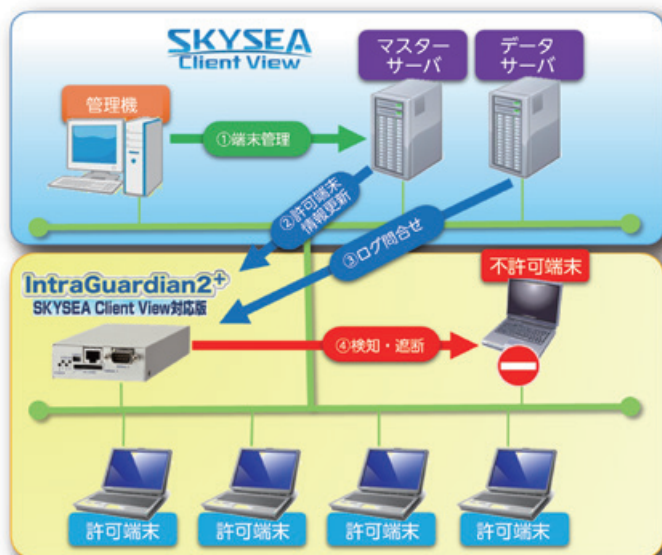 SKYSEA
Client View
マスター
サーバ
データ
サーバ
管理機
①端末管理
②許可端末
情報更新
③ログ問合せ
IntraGuardian2+
SKYSEA Client View対応版
不許可端末
④検知・遮断
許可端末
許可端末
許可端末
許可端末